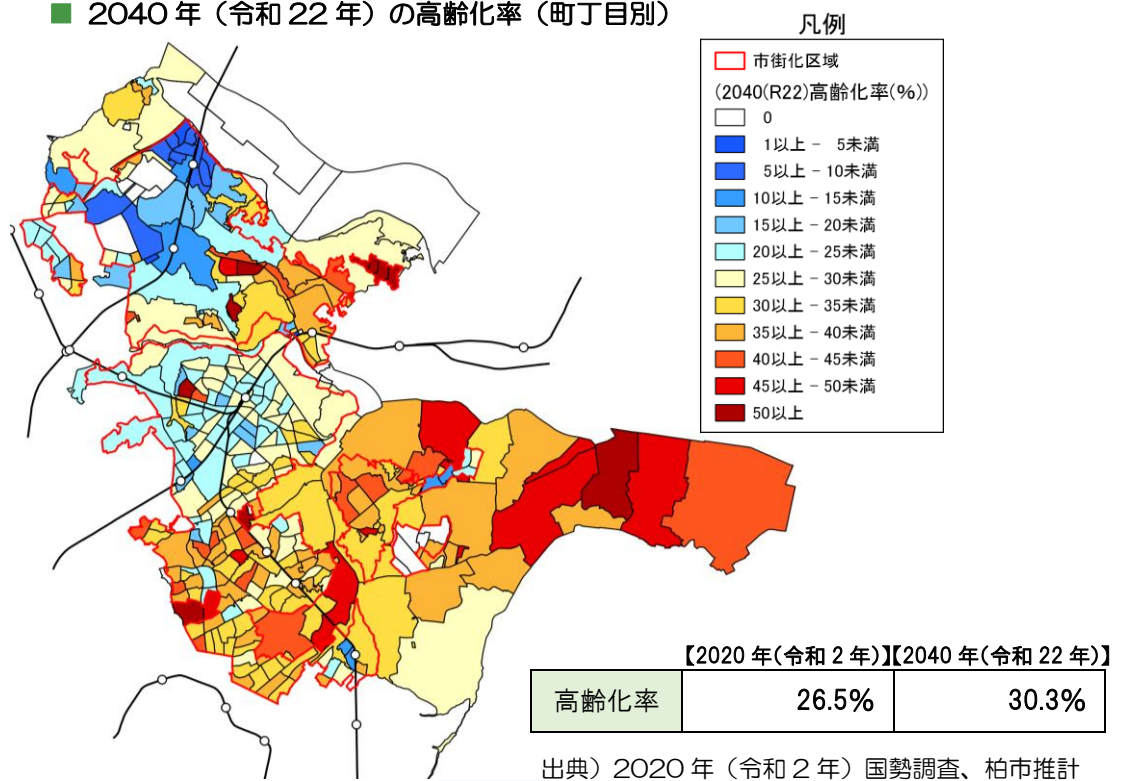 ■ 2040年（令和22年）の高齢化率（町丁目別）
凡例
市街化区域
(2040(R22)高齢化率(%))
0
1以上 - 5未満
5以上 - 10未満
10以上 - 15未満
15以上 - 20未満
20以上 - 25未満
25以上 - 30未満
30以上 - 35未満
35以上 - 40未満
40以上 - 45未満
45以上 - 50未満
50以上
【2020年(令和2年)】【2040年(令和22年)】
高齢化率 26.5% 30.3%
出典）2020年（令和2年）国勢調査、柏市推計